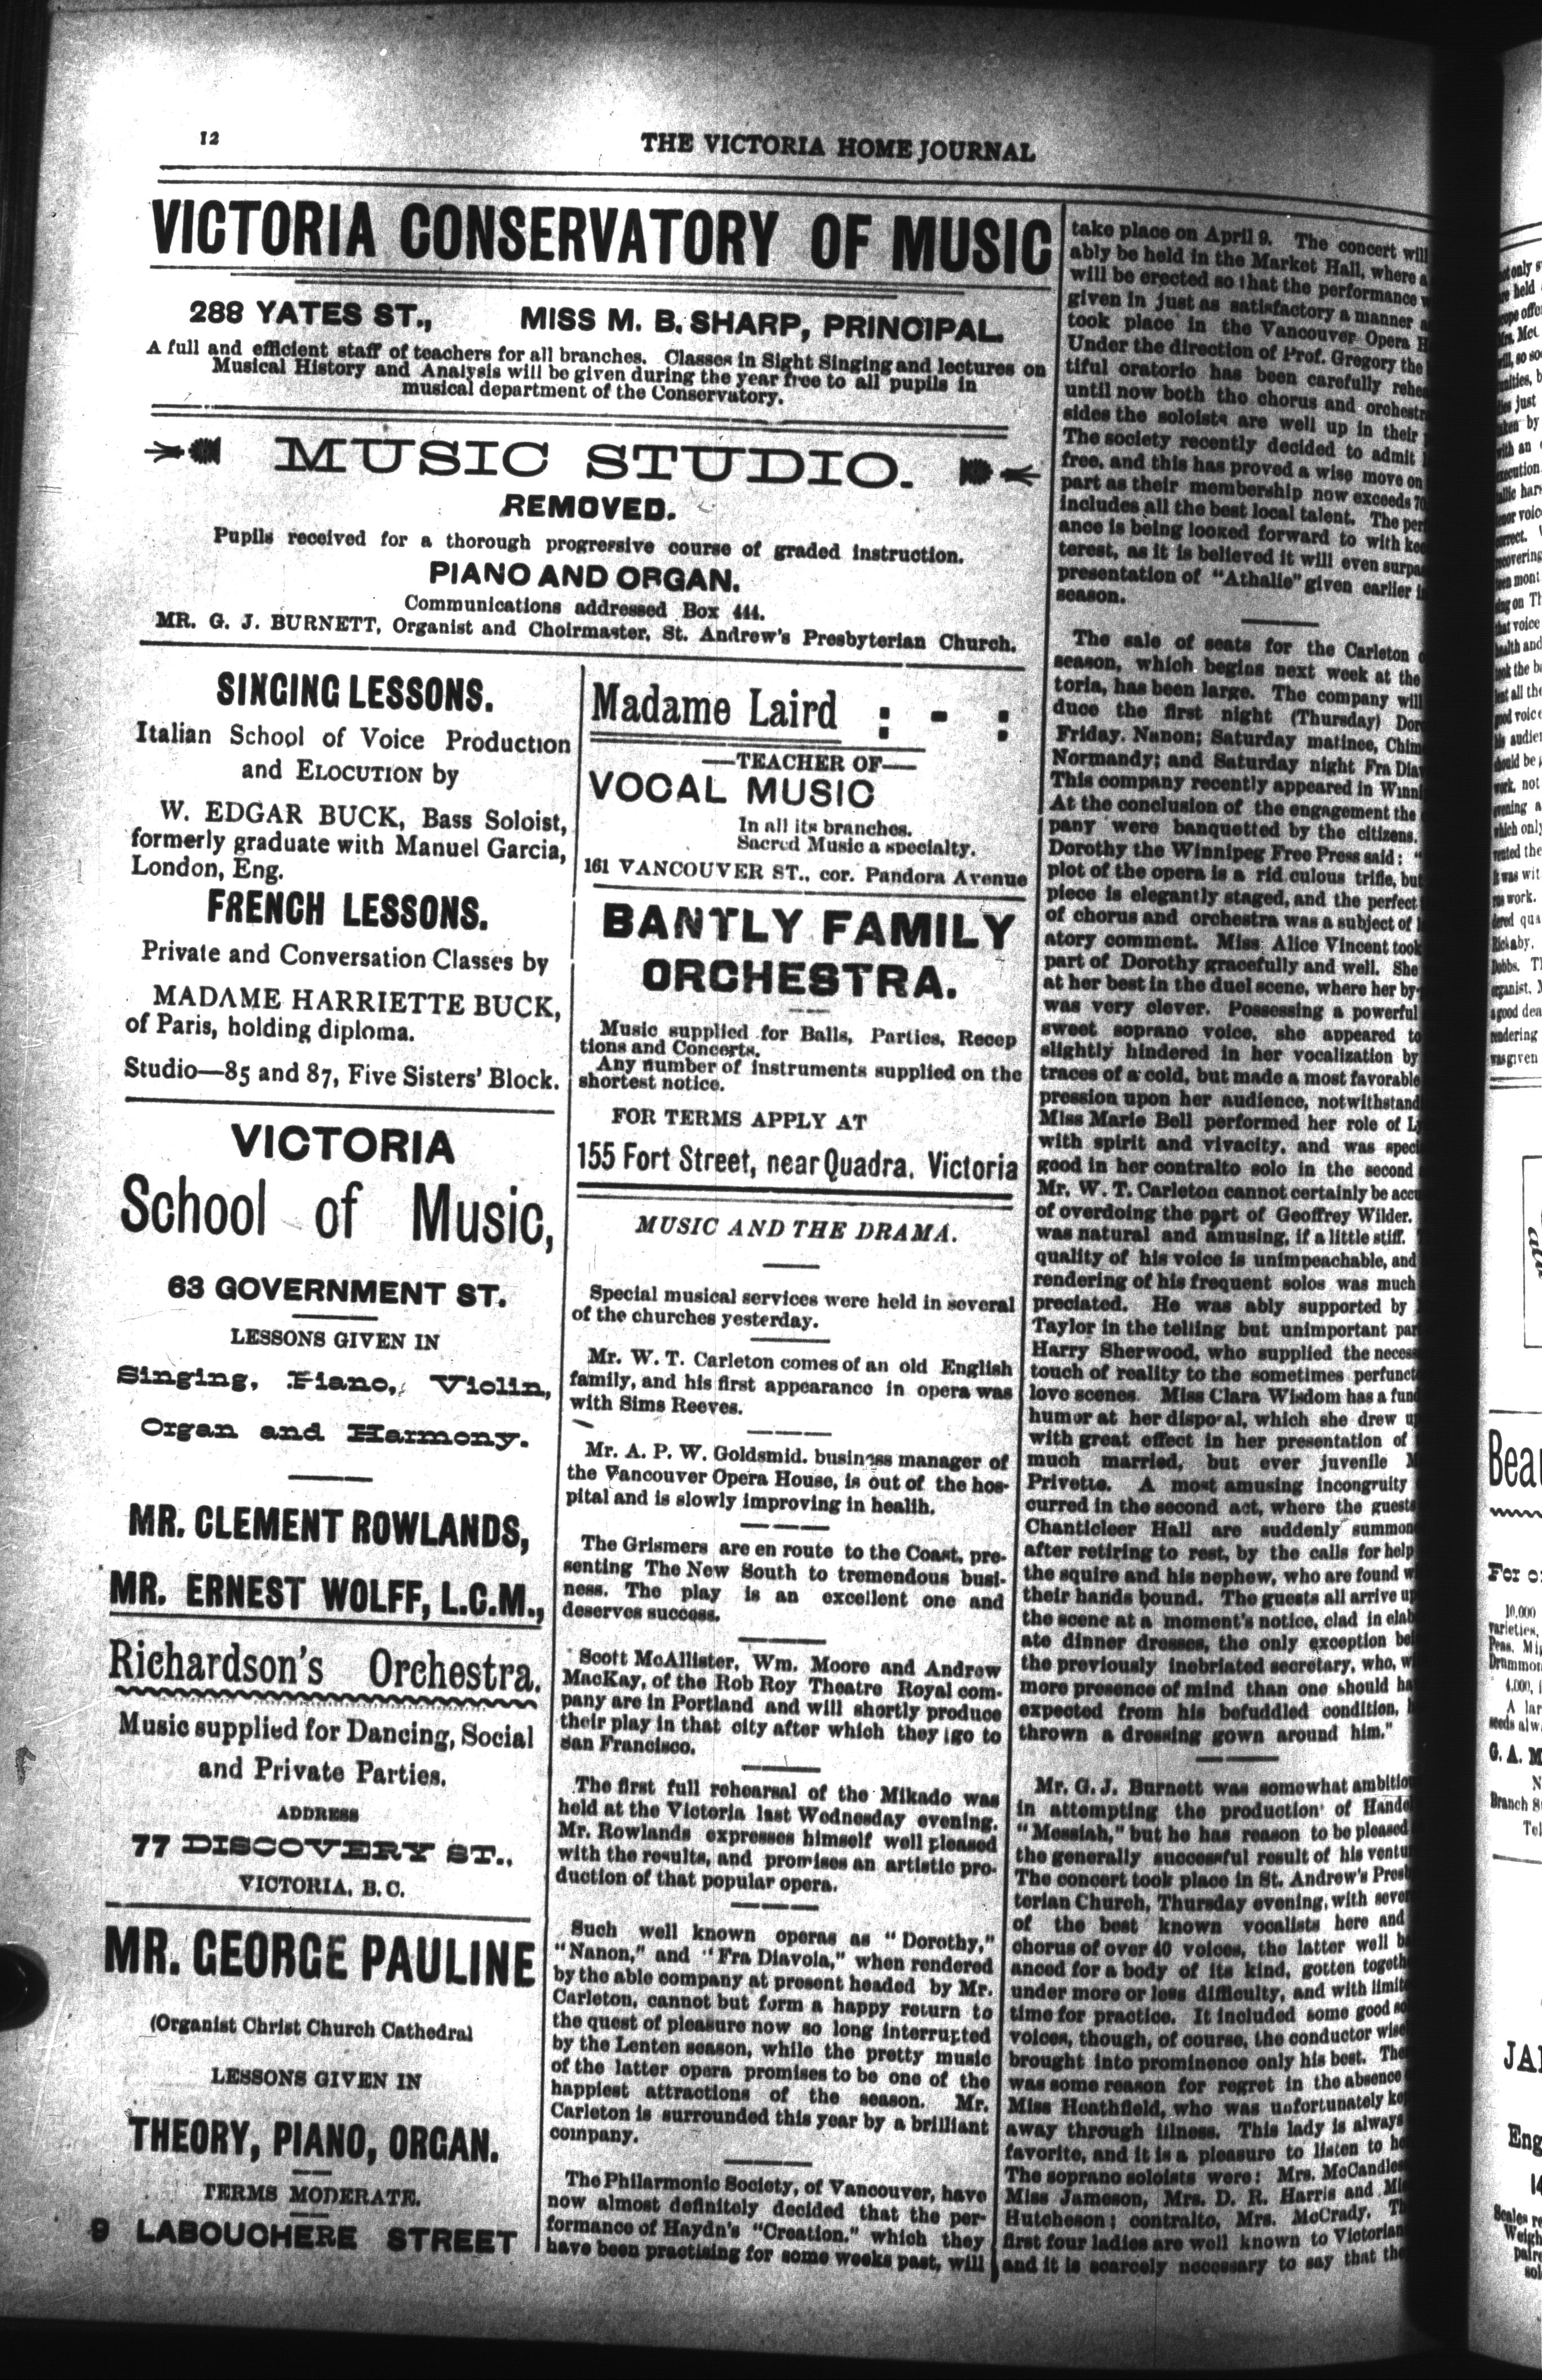 12
THE VICTORIA HOME JOURNAL
VICTORIA CONSERVATORY OF MUSIC
288 YATES ST., MISS M. B. SHARP, PRINCIPAL.
A full and efficient staff of teachers for all branches. Classes in Sight Singing and lectures on
Musical History and Analysis will be given during the year free to all pupils in
musical department of the Conservatory.
MUSIC STUDIO.
REMOVED.
Pupils received for a thorough progressive course of graded instruction.
PIANO AND ORGAN.
Communications addressed Box 444.
MR. G. J. BURNETT, Organist and Choirmaster, St. Andrew's Presbyterian Church.
SINGING LESSONS.
Italian School of Voice Production
and ELOCUTION by
W. EDGAR BUCK, Bass Soloist,
formerly graduate with Manuel Garcia,
London, Eng.
FRENCH LESSONS.
Private and Conversation Classes by
MADAME HARRIETTE BUCK,
of Paris, holding diploma.
Studio—85 and 87, Five Sisters' Block.
VICTORIA
School of Music,
63 GOVERNMENT ST.
LESSONS GIVEN IN
Singing, Piano, Violin,
Organ and Harmony.
MR. CLEMENT ROWLANDS,
MR. ERNEST WOLFF, L.C.M.,
Richardson's Orchestra.
Music supplied for Dancing, Social
and Private Parties.
ADDRESS
77 DISCOVERY ST.,
VICTORIA, B. C.
MR. GEORGE PAULINE
(Organist Christ Church Cathedral
LESSONS GIVEN IN
THEORY, PIANO, ORGAN.
TERMS MODERATE.
9 LABOUCHERE STREET
Madame Laird : - :
—TEACHER OF—
VOCAL MUSIC
In all its branches.
Sacred Music a specialty.
161 VANCOUVER ST., cor. Pandora Avenue
BANTLY FAMILY
ORCHESTRA.
Music supplied for Balls, Parties, Recep
tions and Concerts.
Any number of instruments supplied on the
shortest notice.
FOR TERMS APPLY AT
155 Fort Street, near Quadra, Victoria
MUSIC AND THE DRAMA.
Special musical services were held in several
of the churches yesterday.
Mr. W. T. Carleton comes of an old English
family, and his first appearance in opera was
with Sims Reeves.
Mr. A. P. W. Goldsmid, business manager of
the Vancouver Opera House, is out of the hos-
pital and is slowly improving in health.
The Grismers are en route to the Coast, pre-
senting The New South to tremendous busi-
ness. The play is an excellent one and
deserves success.
Scott McAllister, Wm. Moore and Andrew
MacKay, of the Rob Roy Theatre Royal com-
pany are in Portland and will shortly produce
their play in that city after which they go to
San Francisco.
The first full rehearsal of the Mikado was
held at the Victoria last Wednesday evening.
Mr. Rowlands expresses himself well pleased
with the results, and promises an artistic pro-
duction of that popular opera.
Such well known operas as "Dorothy,"
"Nanon," and "Fra Diavola," when rendered
by the able company at present headed by Mr.
Carleton, cannot but form a happy return to
the quest of pleasure now so long interrupted
by the Lenten season, while the pretty music
of the latter opera promises to be one of the
happiest attractions of the season. Mr.
Carleton is surrounded this year by a brilliant
company.
The Philarmonic Society, of Vancouver, have
now almost definitely decided that the per-
formance of Haydn's "Creation," which they
have been practising for some weeks past, will
take place on April 9. The concert will
ably be held in the Market Hall, where a
will be erected so that the performance
given in just as satisfactory a manner
took place in the Vancouver Opera
Under the direction of Prof. Gregory the
tiful oratorio has been carefully
until now both the chorus and
sides the soloists are well up in their
The society recently decided to admit
free, and this has proved a wise move on
part as their membership now exceeds 70
includes all the best local talent. The
ance is being looked forward to with
terest, as it is believed it will even
presentation of "Athalie" given earlier
season.
The sale of seats for the Carleton
season, which begins next week at the
toria, has been large. The company will
duce the first night (Thursday)
Friday, Nanon; Saturday matinee,
Normandy; and Saturday night Fra
This company recently appeared in
At the conclusion of the engagement the
pany were banquetted by the citizens.
Dorothy the Winnipeg Free Press said: "
plot of the opera is a rid culous trifle, but
piece is elegantly staged, and the perfect
of chorus and orchestra was a subject of
atory comment. Miss Alice Vincent took
part of Dorothy gracefully and well. She
at her best in the duel scene, where her by-
was very clever. Possessing a powerful
sweet soprano voice, she appeared to
slightly hindered in her vocalization by
traces of a cold, but made a most favorable
pression upon her audience,
Miss Marie Bell performed her role of
with spirit and vivacity, and was
good in her contralto solo in the second
Mr. W. T. Carleton cannot certainly be
of overdoing the part of Geoffrey Wilder.
was natural and amusing, if a little stiff.
quality of his voice is unimpeachable, and
rendering of his frequent solos was much
preciated. He was ably supported by
Taylor in the telling but unimportant
Harry Sherwood, who supplied the
touch of reality to the sometimes
love scenes. Miss Clara Wisdom has a
humor at her disposal, which she drew
with great effect in her presentation of
much married, but ever juvenile
Privette. A most amusing incongruity
curred in the second act, where the guests
Chanticleer Hall are suddenly
after retiring to rest, by the calls for help
the squire and his nephew, who are found
their hands bound. The guests all arrive
the scene at a moment's notice, clad in
ate dinner dresses, the only exception
the previously inebriated secretary, who,
more presence of mind than one should
expected from his befuddled condition,
thrown a dressing gown around him."
Mr. G. J. Burnett was somewhat
in attempting the production of
"Messiah," but he has reason to be pleased
the generally successful result of his
The concert took place in St. Andrew's
terian Church, Thursday evening, with
of the best known vocalists here and
chorus of over 40 voices, the latter well
anced for a body of its kind, gotten
under more or less difficulty, and with
time for practice. It included some good
voices, though, of course, the conductor
brought into prominence only his best.
was some reason for regret in the absence
Miss Heathfield, who was unfortunately
away through illness. This lady is always
favorite, and it is a pleasure to listen to
The soprano soloists were: Mrs.
Miss Jameson, Mrs. D. R. Harris and
Hutcheson; contralto, Mrs. McCrady.
first four ladies are well known to
and it is scarcely necessary to say that